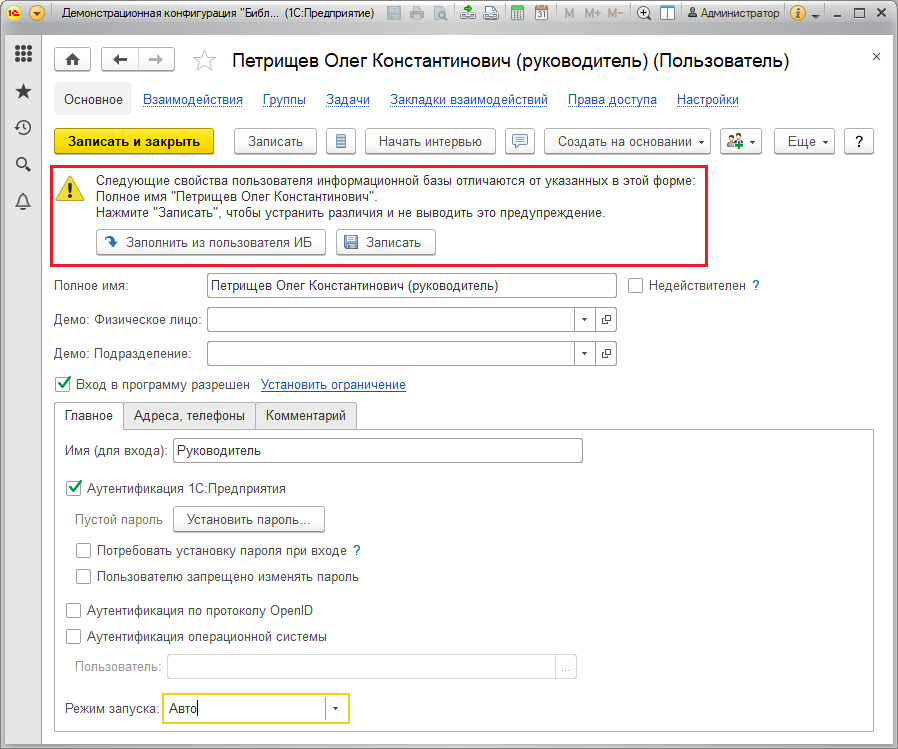 Демонстрационная конфигурация "Библ... (1С:Предприятие)
M M+ M- Администратор
Петрищев Олег Константинович (руководитель) (Пользователь)
Основное Взаимодействия Группы Задачи Закладки взаимодействий Права доступа Настройки
Записать и закрыть Записать Начать интервью Создать на основании Еще ?
Следующие свойства пользователя информационной базы отличаются от указанных в этой форме:
Полное имя "Петрищев Олег Константинович".
Нажмите "Записать", чтобы устранить различия и не выводить это предупреждение.
Заполнить из пользователя ИБ Записать
Полное имя: Петрищев Олег Константинович (руководитель) Недействителен ?
Демо: Физическое лицо:
Демо: Подразделение:
Вход в программу разрешен Установить ограничение
Главное Адреса, телефоны Комментарий
Имя (для входа): Руководитель
Аутентификация 1С:Предприятия
Пустой пароль Установить пароль...
Потребовать установку пароля при входе ?
Пользователю запрещено изменять пароль
Аутентификация по протоколу OpenID
Аутентификация операционной системы
Пользователь: ...
Режим запуска: Авто